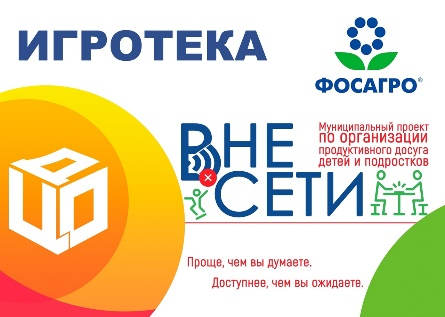 ИГРОТЕКА
ФОСАГРО®
ВНЕ
СЕТИ
Муниципальный проект
по организации
продуктивного досуга
детей и подростков
ЦДО
Проще, чем вы думаете.
Доступнее, чем вы ожидаете.